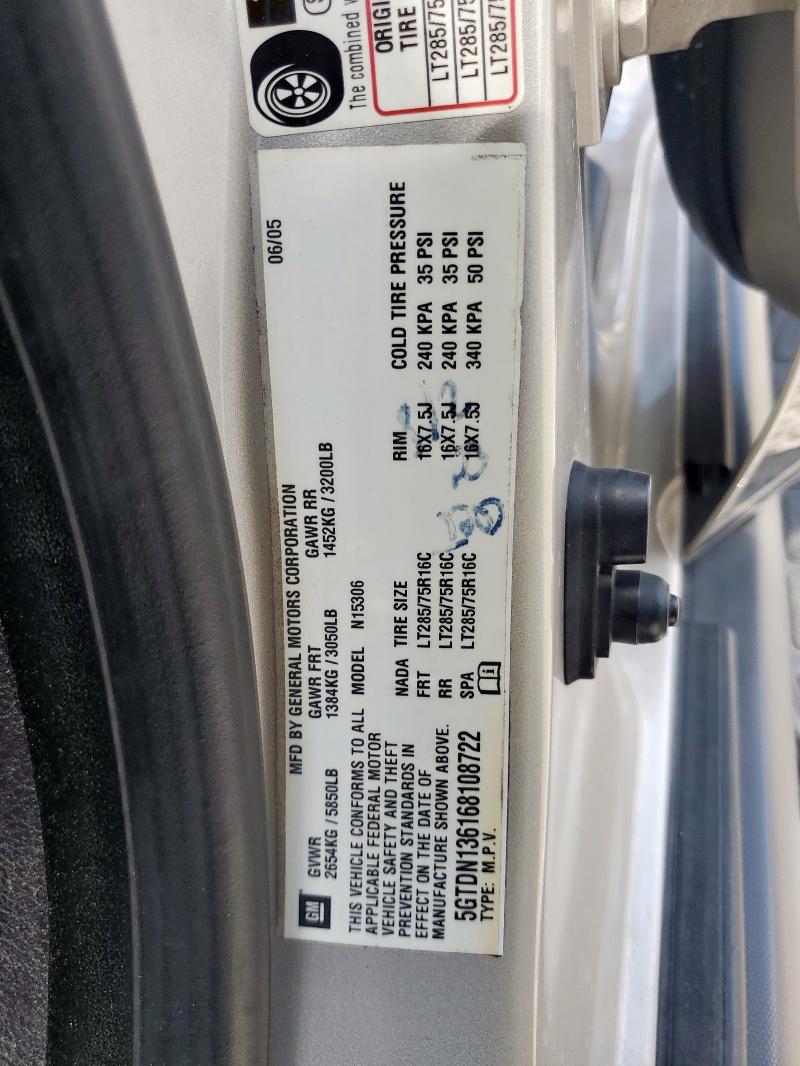 The combined
ORIGI
TIRE
LT285/75
LT285/75
LT285/75
06/05
MFD BY GENERAL MOTORS CORPORATION
GM
GVWR GAWR FRT GAWR RR
2654KG / 5850LB 1384KG / 3050LB 1452KG / 3200LB
THIS VEHICLE CONFORMS TO ALL
APPLICABLE FEDERAL MOTOR
VEHICLE SAFETY AND THEFT
PREVENTION STANDARDS IN
EFFECT ON THE DATE OF
MANUFACTURE SHOWN ABOVE.
5GTDN136168108722
TYPE: M.P.V.
MODEL N15306
NADA TIRE SIZE RIM COLD TIRE PRESSURE
FRT LT285/75R16C 16X7.5J 240 KPA 35 PSI
RR LT285/75R16C 16X7.5J 240 KPA 35 PSI
SPA LT285/75R16C 16X7.5J 340 KPA 50 PSI